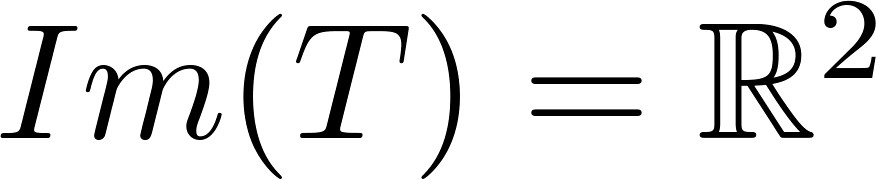 Im(T) = ℝ²